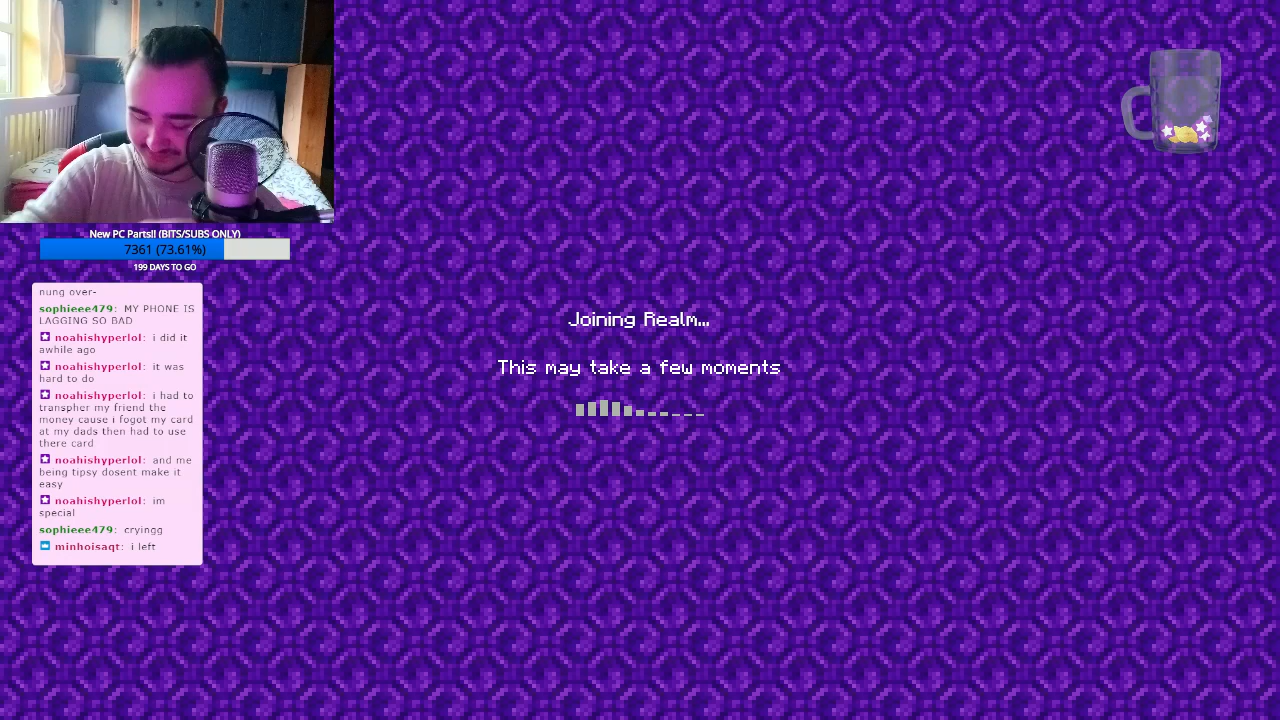 New PC Parts!! (BITS/SUBS ONLY)
7361 (73.61%)
199 DAYS TO GO
nung over-
sophieee479: MY PHONE IS
LAGGING SO BAD
noahishyperlol: i did it
awhile ago
noahishyperlol: it was
hard to do
noahishyperlol: i had to
transpher my friend the
money cause i fogot my card
at my dads then had to use
there card
noahishyperlol: and me
being tipsy dosent make it
easy
noahishyperlol: im
special
sophieee479: cryingg
minhoisaqt: i left
Joining Realm...
This may take a few moments